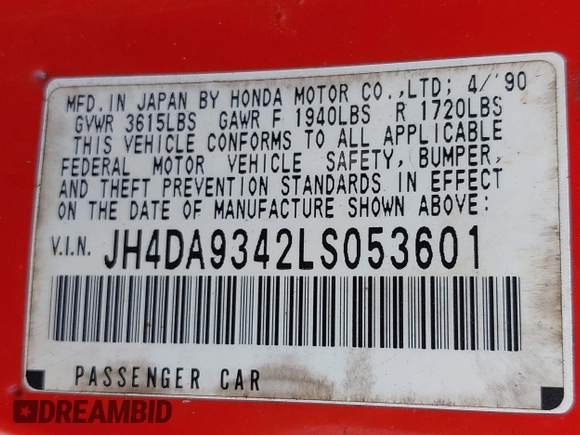 MFD. IN JAPAN BY HONDA MOTOR CO.,LTD; 4/'90
GVWR 3615LBS GAWR F 1940LBS R 1720LBS
THIS VEHICLE CONFORMS TO ALL APPLICABLE
FEDERAL MOTOR VEHICLE SAFETY, BUMPER,
AND THEFT PREVENTION STANDARDS IN EFFECT
ON THE DATE OF MANUFACTURE SHOWN ABOVE:
V.I.N. JH4DA9342LS053601
PASSENGER CAR
DREAMBID